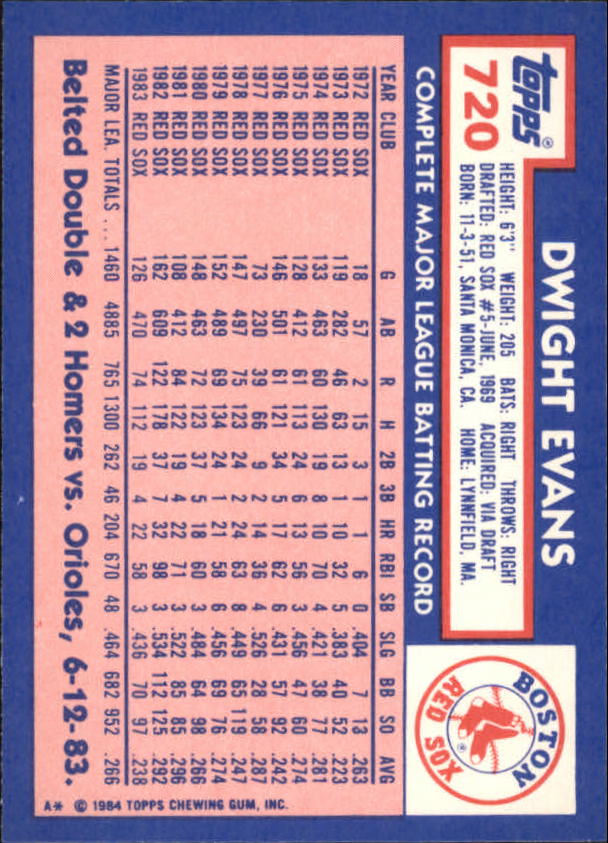 topps®
720
DWIGHT EVANS
HEIGHT: 6'3" WEIGHT: 205 BATS: RIGHT THROWS: RIGHT
DRAFTED: RED SOX #5-JUNE, 1969 ACQUIRED: VIA DRAFT
BORN: 11-3-51, SANTA MONICA, CA. HOME: LYNNFIELD, MA.
BOSTON
RED SOX
®
COMPLETE MAJOR LEAGUE BATTING RECORD
YEAR CLUB G AB R H 2B 3B HR RBI SB SLG BB SO AVG
1972 RED SOX 18 57 2 15 3 1 1 6 0 .404 7 13 .263
1973 RED SOX 119 282 46 63 13 1 10 32 5 .383 40 52 .223
1974 RED SOX 133 463 60 130 19 8 10 70 4 .421 38 77 .281
1975 RED SOX 128 412 61 113 24 6 13 56 3 .456 47 60 .274
1976 RED SOX 146 501 61 121 34 5 17 62 6 .431 57 92 .242
1977 RED SOX 73 230 39 66 9 2 14 36 4 .526 28 58 .287
1978 RED SOX 147 497 75 123 24 2 24 63 8 .449 65 119 .247
1979 RED SOX 152 489 69 134 24 1 21 58 6 .456 69 76 .274
1980 RED SOX 148 463 72 123 37 5 18 60 3 .484 64 98 .266
1981 RED SOX 108 412 84 122 19 4 22 71 3 .522 85 85 .296
1982 RED SOX 162 609 122 178 37 7 32 98 3 .534 112 125 .292
1983 RED SOX 126 470 74 112 19 4 22 58 3 .436 70 97 .238
MAJOR LEA. TOTALS ... 1460 4885 765 1300 262 46 204 670 48 .464 682 952 .266
Belted Double & 2 Homers vs. Orioles, 6-12-83.
A* © 1984 TOPPS CHEWING GUM, INC.